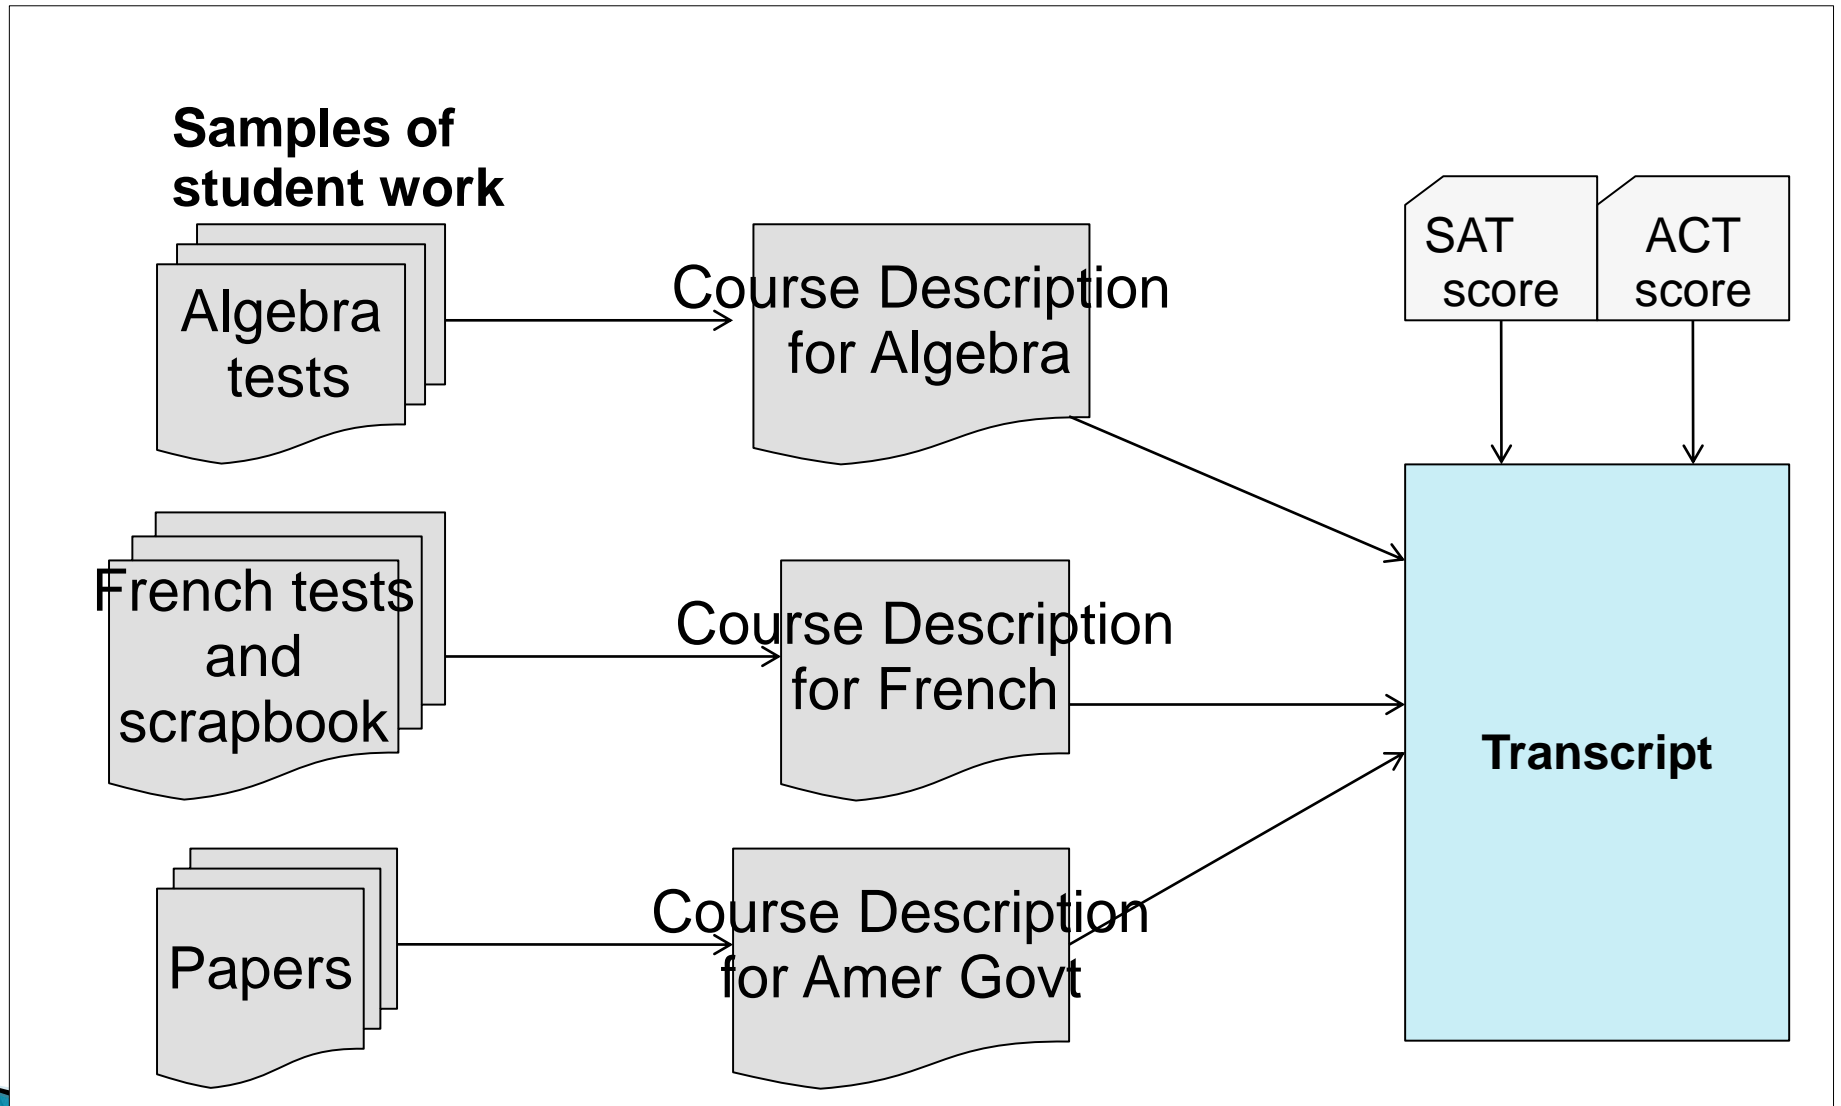 Samples of
student work
Algebra
tests
Course Description
for Algebra
SAT
score
ACT
score
French tests
and
scrapbook
Course Description
for French
Transcript
Papers
Course Description
for Amer Govt